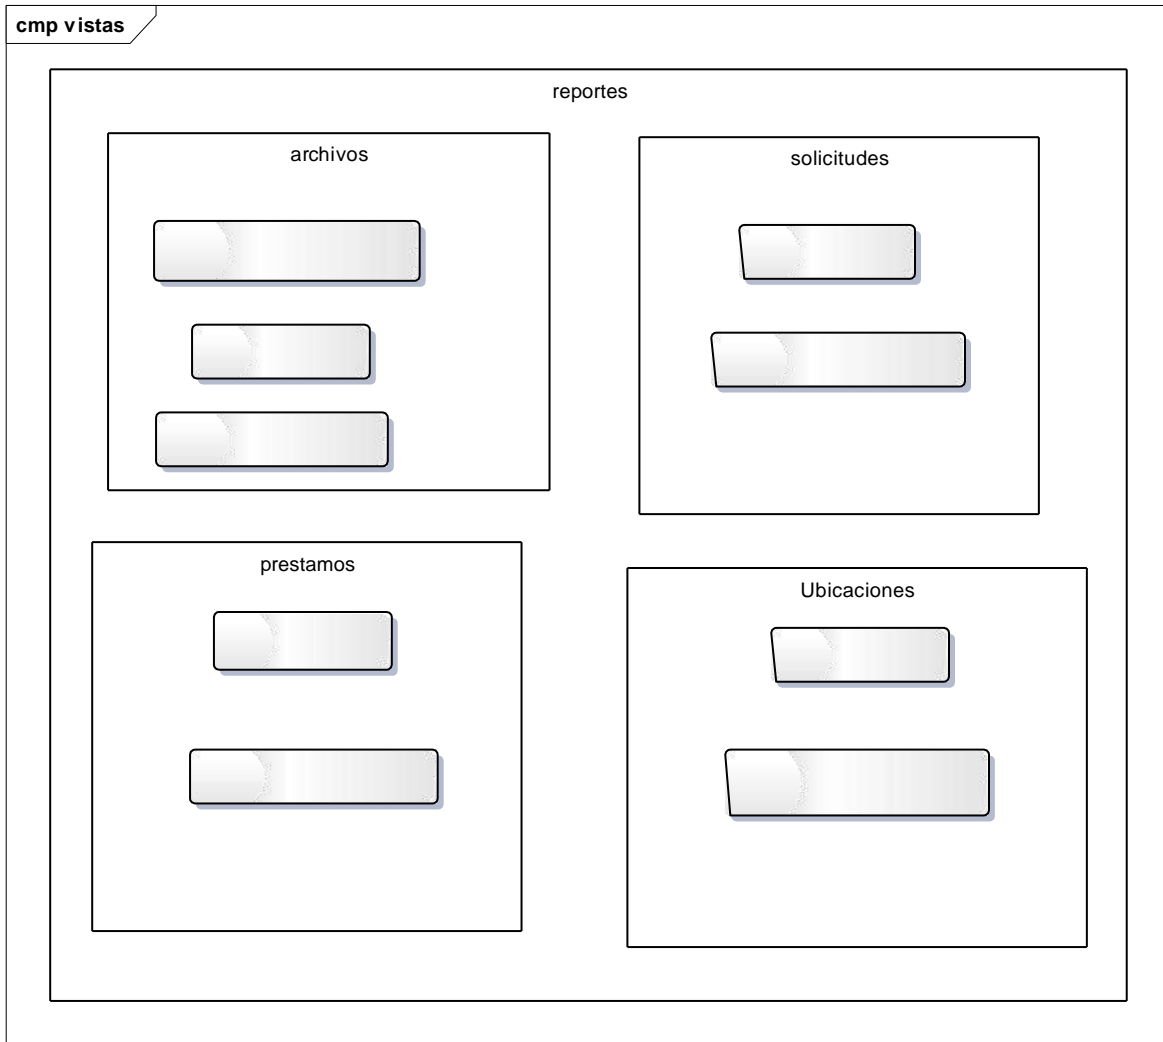 cmp vistas
reportes
archivos
solicitudes
prestamos
Ubicaciones